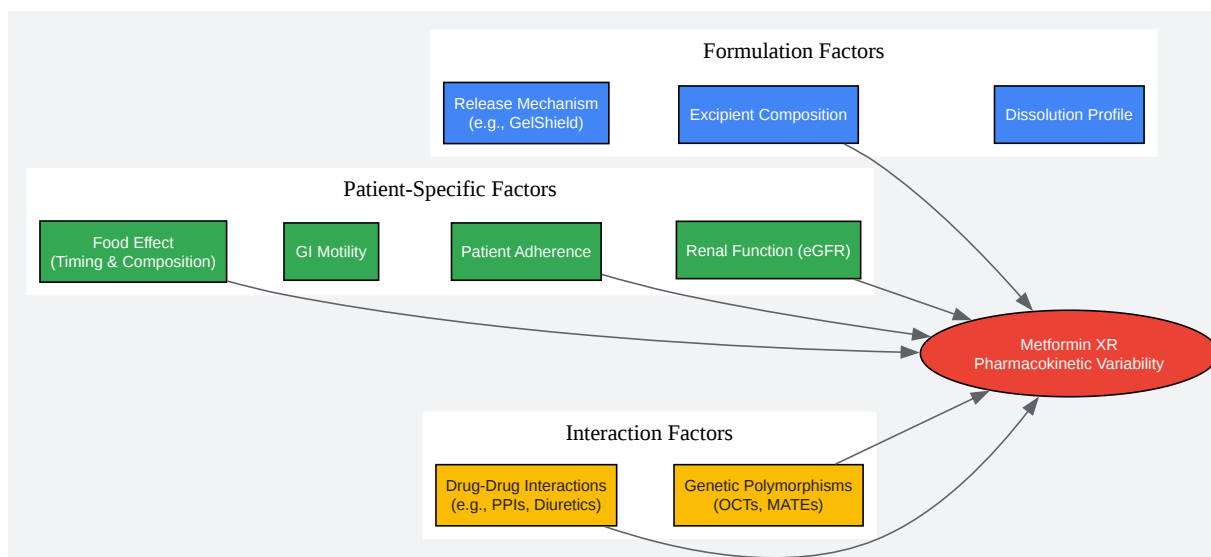 Formulation Factors
Release Mechanism
(e.g., GelShield)
Excipient Composition
Dissolution Profile
Patient-Specific Factors
Food Effect
(Timing & Composition)
GI Motility
Patient Adherence
Renal Function (eGFR)
Metformin XR
Pharmacokinetic Variability
Interaction Factors
Drug-Drug Interactions
(e.g., PPIs, Diuretics)
Genetic Polymorphisms
(OCTs, MATEs)